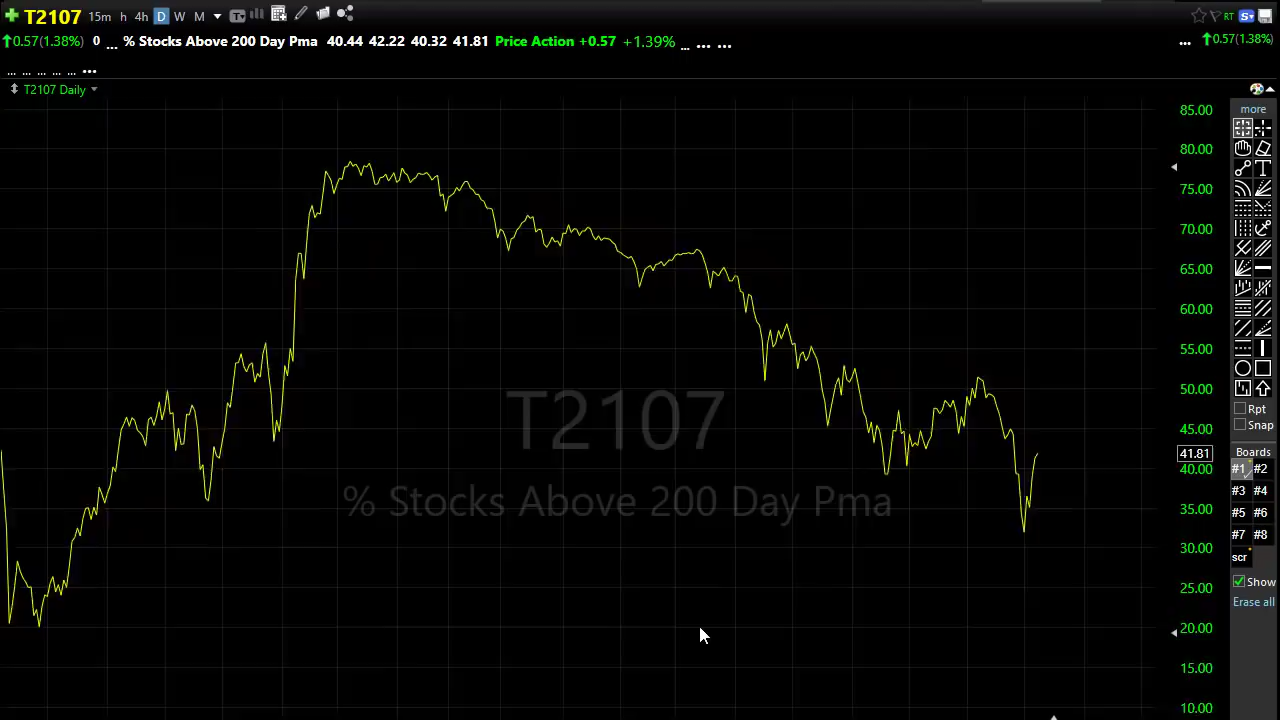 T2107 15m h 4h D W M T RT S
0.57(1.38%) 0 ... % Stocks Above 200 Day Pma 40.44 42.22 40.32 41.81 Price Action +0.57 +1.39% ... ... ... ... 0.57(1.38%)
... ... ... ... ... ...
T2107 Daily
more
85.00
80.00
75.00
70.00
65.00
60.00
55.00
50.00
45.00
41.81
40.00
35.00
30.00
25.00
20.00
15.00
10.00
T2107
% Stocks Above 200 Day Pma
T
Rpt
Snap
Boards
#1 #2
#3 #4
#5 #6
#7 #8
scr
Show
Erase all